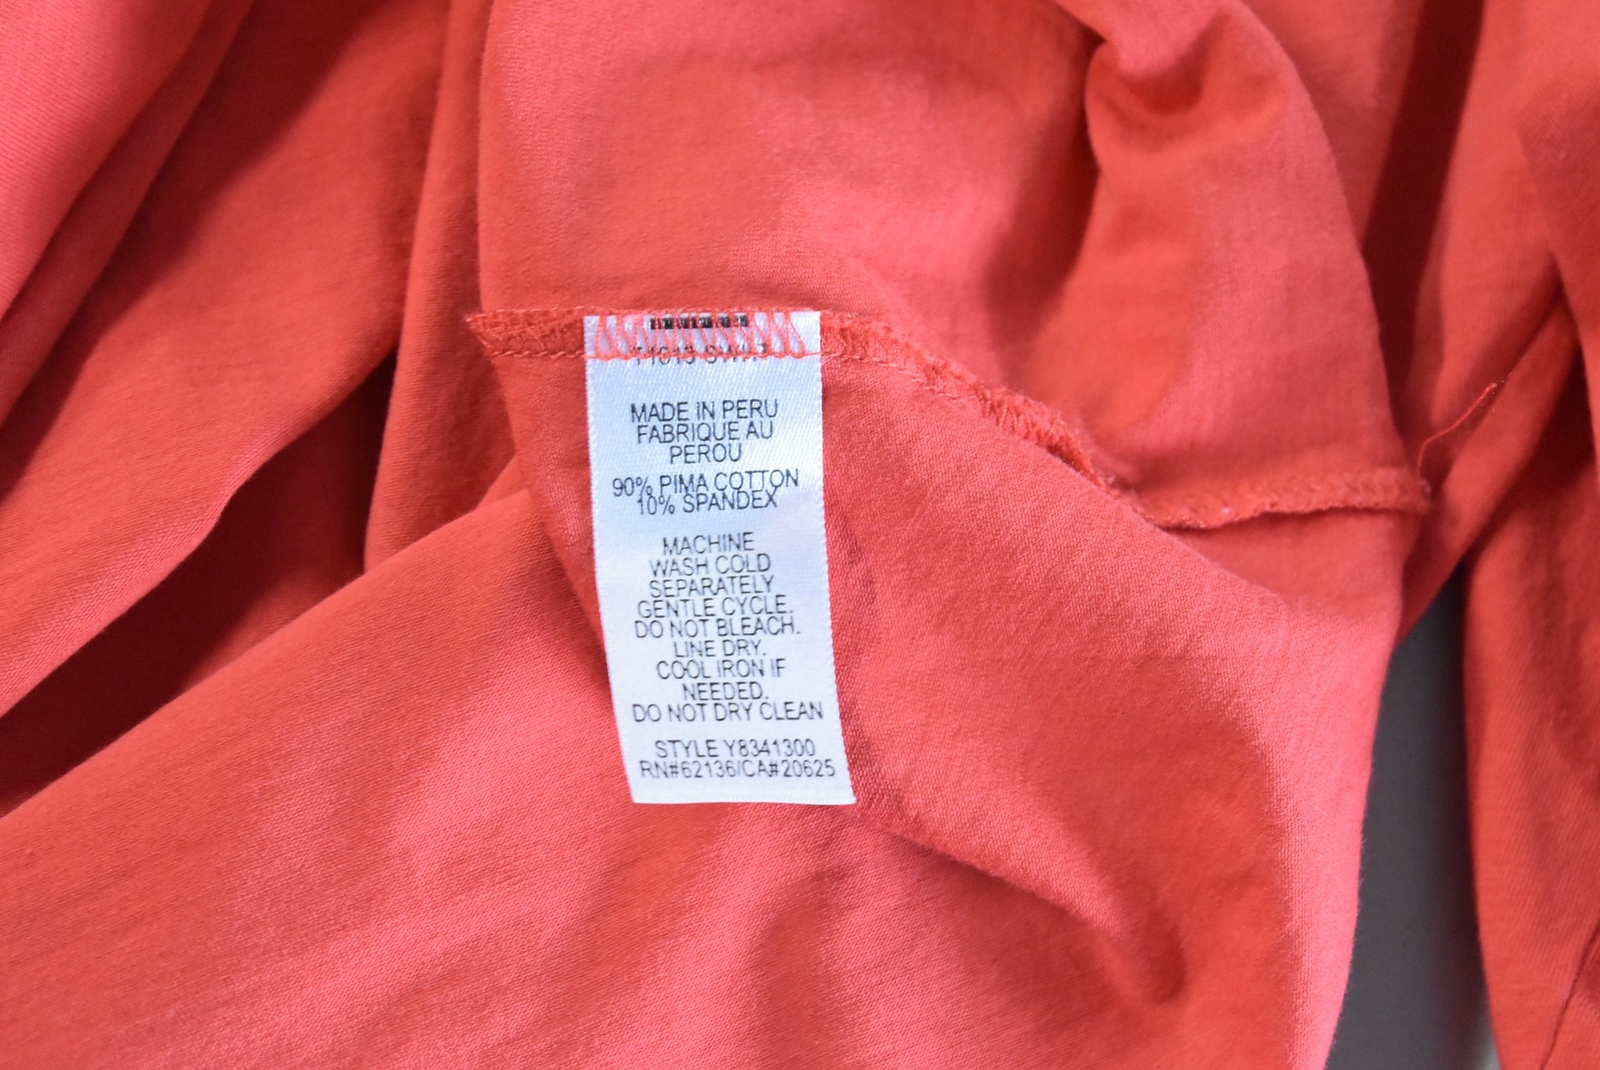 MADE IN PERU
FABRIQUE AU
PEROU
90% PIMA COTTON
10% SPANDEX
MACHINE
WASH COLD
SEPARATELY
GENTLE CYCLE.
DO NOT BLEACH.
LINE DRY.
COOL IRON IF
NEEDED.
DO NOT DRY CLEAN
STYLE Y8341300
RN#62136/CA#20625